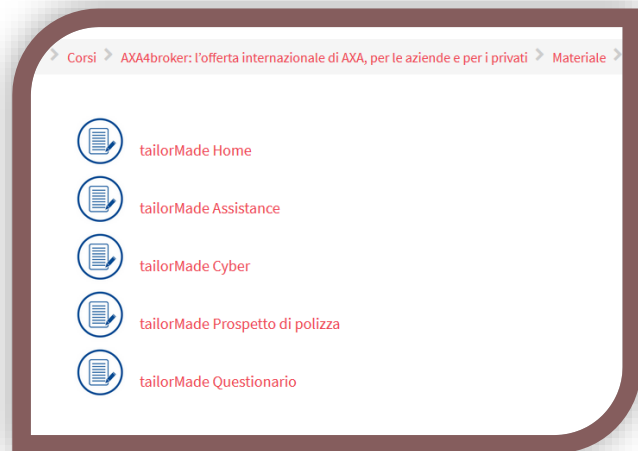 Corsi > AXA4broker: l'offerta internazionale di AXA, per le aziende e per i privati > Materiale >
tailorMade Home
tailorMade Assistance
tailorMade Cyber
tailorMade Prospetto di polizza
tailorMade Questionario